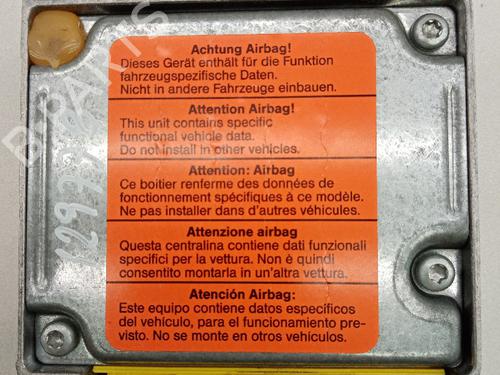 Achtung Airbag!
Dieses Gerät enthält für die Funktion
fahrzeugspezifische Daten.
Nicht in andere Fahrzeuge einbauen.
Attention Airbag!
This unit contains specific
functional vehicle data.
Do not install in other vehicles.
Attention: Airbag
Ce boitier renferme des données de
fonctionnement spécifiques à ce modèle.
Ne pas installer dans d'autres véhicules.
Attenzione airbag
Questa centralina contiene dati funzionali
specifici per la vettura. Non è quindi
consentito montarla in un'altra vettura.
Atención Airbag:
Este equipo contiene datos específicos
del vehículo, para el funcionamiento pre-
visto. No se monte en otros vehículos.